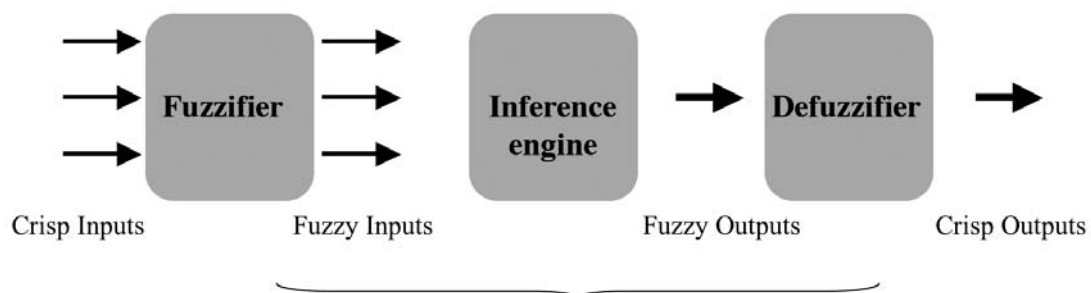 Fuzzifier
Inference
engine
Defuzzifier
Crisp Inputs
Fuzzy Inputs
Fuzzy Outputs
Crisp Outputs